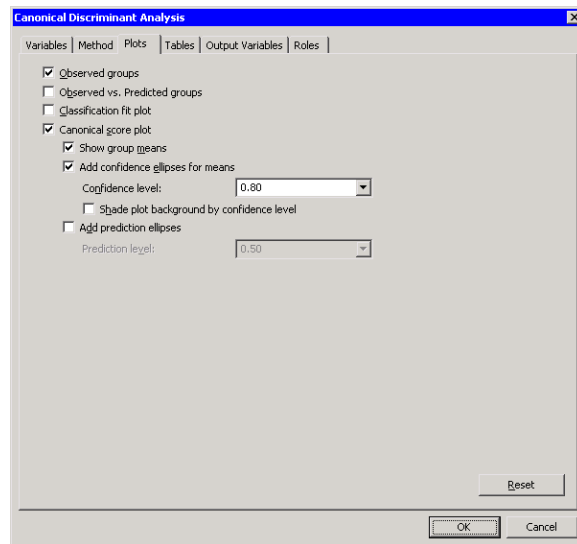 Canonical Discriminant Analysis
Variables Method Plots Tables Output Variables Roles
Observed groups
Observed vs. Predicted groups
Classification fit plot
Canonical score plot
Show group means
Add confidence ellipses for means
Confidence level: 0.80
Shade plot background by confidence level
Add prediction ellipses
Prediction level: 0.50
Reset
OK Cancel